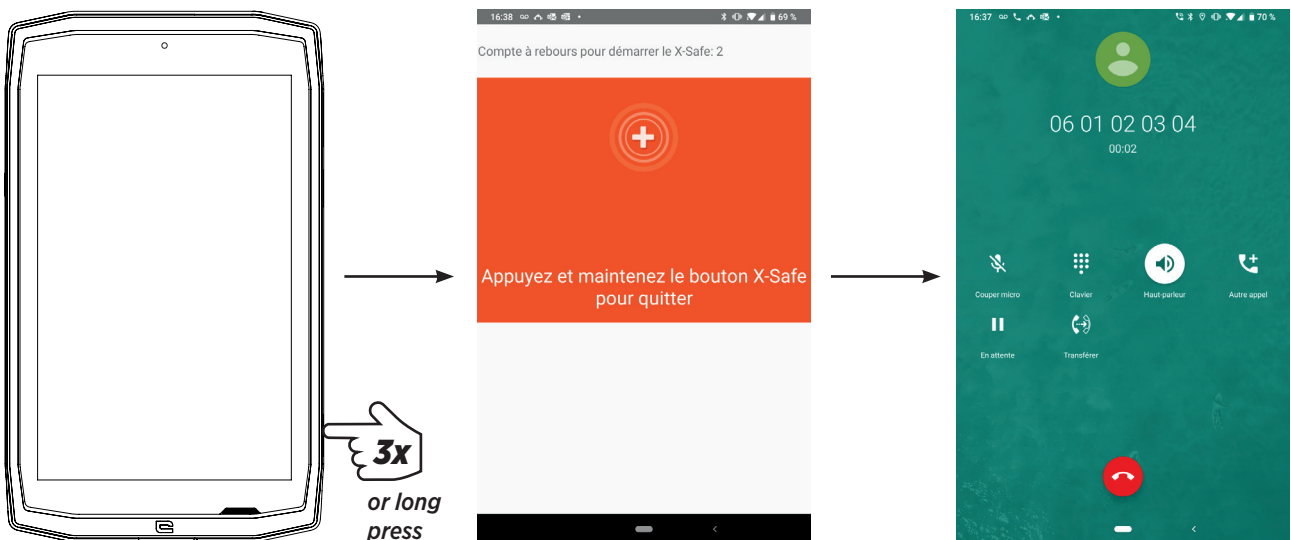 3x
or long
press
16:38
69 %
Compte à rebours pour démarrer le X-Safe: 2
Appuyez et maintenez le bouton X-Safe
pour quitter
16:37
70 %
06 01 02 03 04
00:02
Couper micro
Clavier
Haut-parleur
Autre appel
En attente
Transférer